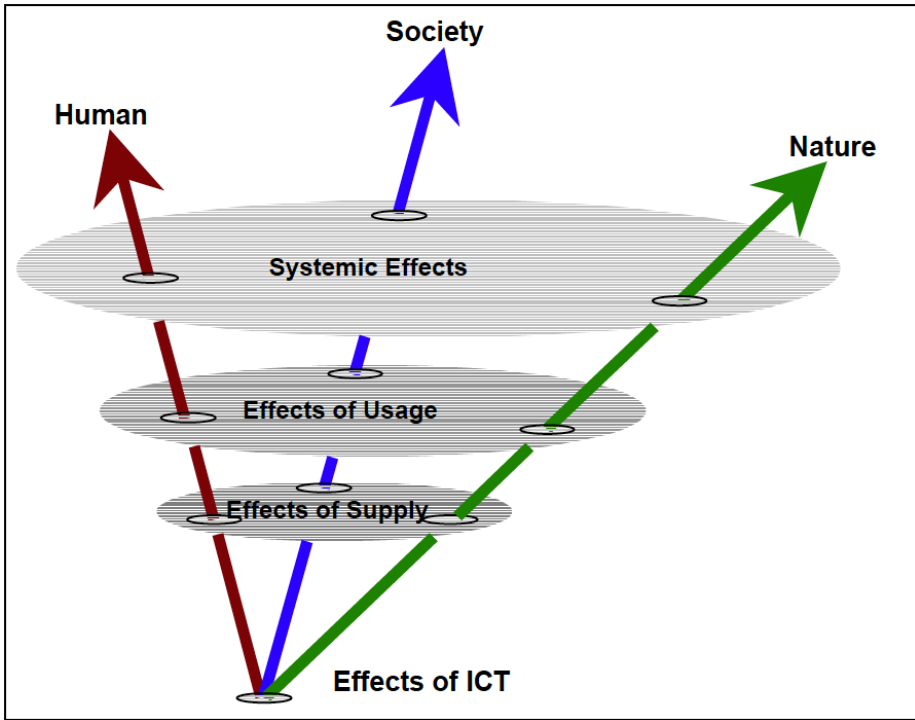 Society
Human
Nature
Systemic Effects
Effects of Usage
Effects of Supply
Effects of ICT